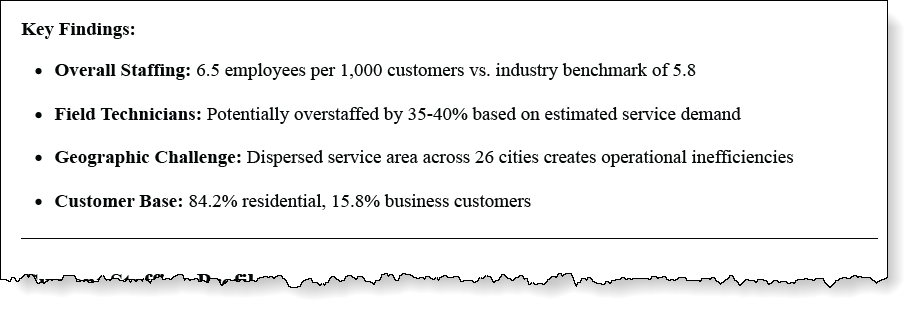 Key Findings:
• Overall Staffing: 6.5 employees per 1,000 customers vs. industry benchmark of 5.8
• Field Technicians: Potentially overstaffed by 35-40% based on estimated service demand
• Geographic Challenge: Dispersed service area across 26 cities creates operational inefficiencies
• Customer Base: 84.2% residential, 15.8% business customers